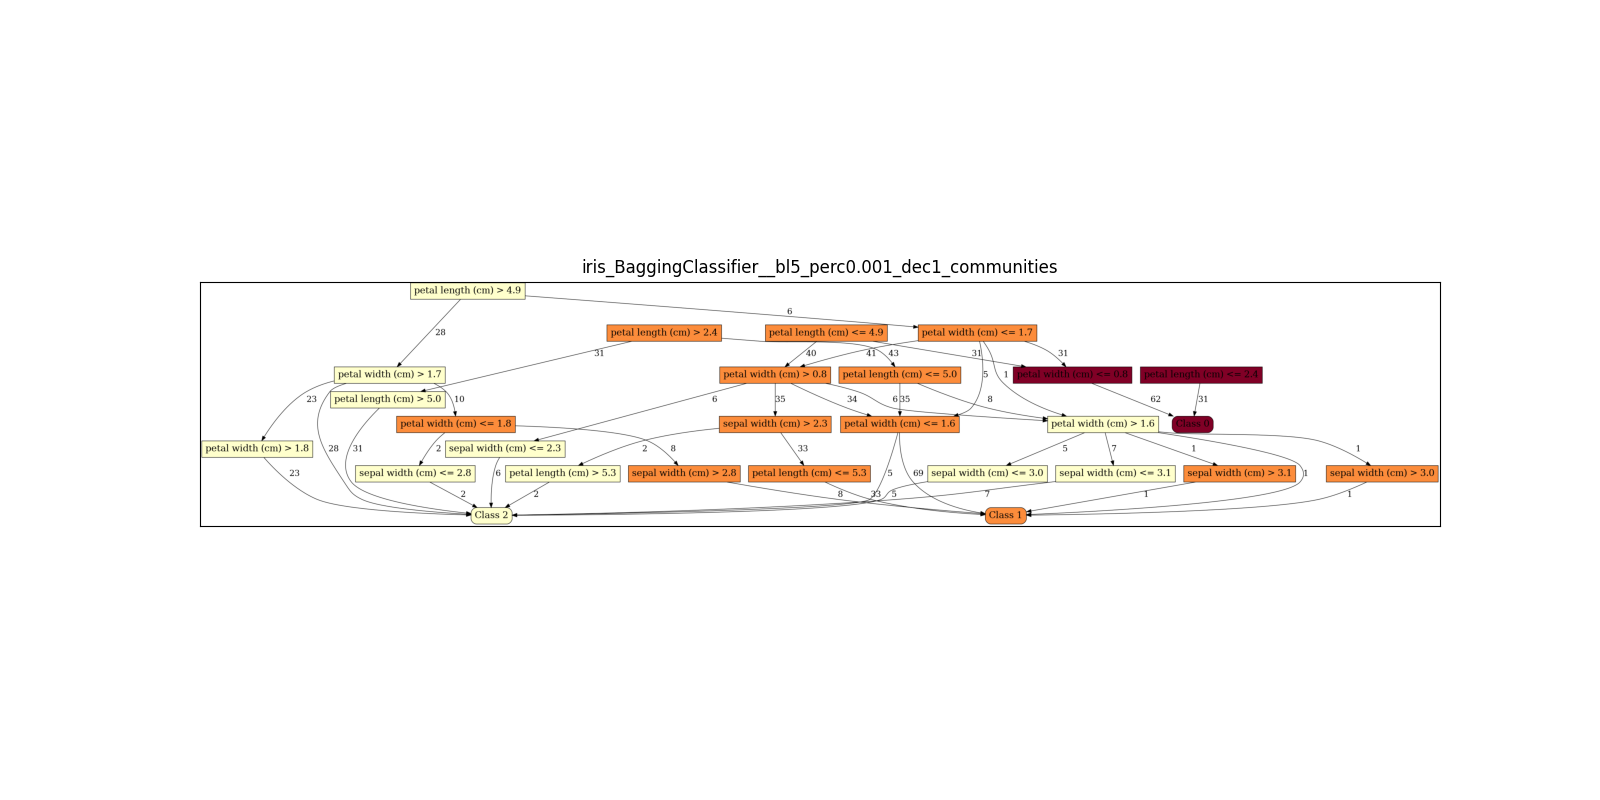 iris_BaggingClassifier__bl5_perc0.001_dec1_communities
petal length (cm) > 4.9
6
28
petal length (cm) > 2.4
petal length (cm) <= 4.9
petal width (cm) <= 1.7
31
40
41
43
31
31
petal width (cm) > 1.7
petal width (cm) > 0.8
petal length (cm) <= 5.0
5
1
petal width (cm) <= 0.8
petal length (cm) <= 2.4
23
petal length (cm) > 5.0
10
6
35
34
6
35
8
62
31
petal width (cm) <= 1.8
sepal width (cm) > 2.3
petal width (cm) <= 1.6
petal width (cm) > 1.6
Class 0
petal width (cm) > 1.8
28
31
2
sepal width (cm) <= 2.3
8
2
33
5
7
1
1
23
sepal width (cm) <= 2.8
6
petal length (cm) > 5.3
sepal width (cm) > 2.8
petal length (cm) <= 5.3
5
69
sepal width (cm) <= 3.0
sepal width (cm) <= 3.1
sepal width (cm) > 3.1
1
sepal width (cm) > 3.0
2
2
8
33
5
7
1
1
Class 2
Class 1